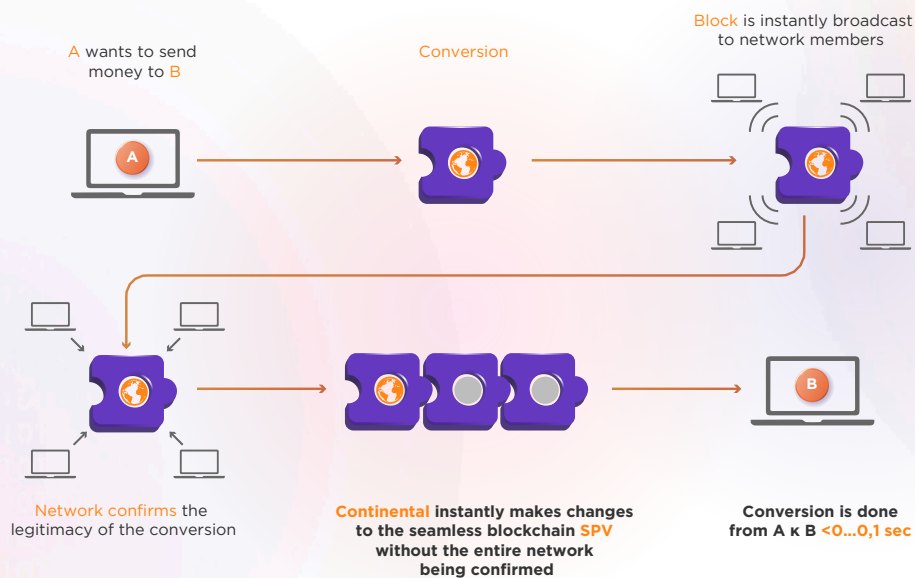 A wants to send
money to B
Conversion
Block is instantly broadcast
to network members
A
Network confirms the
legitimacy of the conversion
Continental instantly makes changes
to the seamless blockchain SPV
without the entire network
being confirmed
B
Conversion is done
from A к B <0...0,1 sec